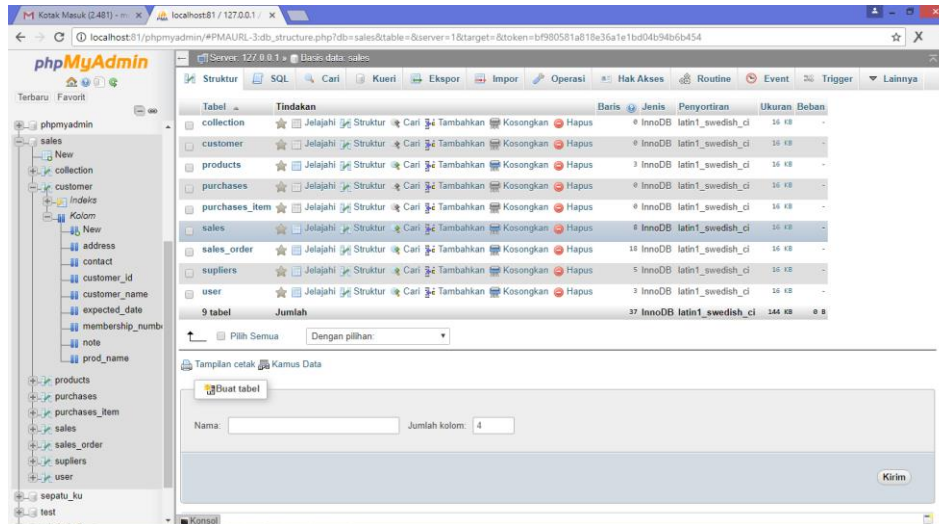 Kotak Masuk (2.481) - m
localhost:81 / 127.0.0.1 /
localhost:81/phpmyadmin/#PMAURL-3:db_structure.php?db=sales&table=&server=1&target=&token=bf980581a818e36a1e1bd04b94b6b454
phpMyAdmin
Terbaru Favorit
phpmyadmin
sales
New
collection
customer
Indeks
Kolom
New
address
contact
customer_id
customer_name
expected_date
membership_numbe
note
prod_name
products
purchases
purchases_item
sales
sales_order
supliers
user
sepatu_ku
test
Server: 127.0.0.1 » Basis data: sales
Struktur SQL Cari Kueri Ekspor Impor Operasi Hak Akses Routine Event Trigger Lainnya
Tabel Tindakan Baris Jenis Penyortiran Ukuran Beban
collection Jelajahi Struktur Cari Tambahkan Kosongkan Hapus 0 InnoDB latin1_swedish_ci 16 KB -
customer Jelajahi Struktur Cari Tambahkan Kosongkan Hapus 0 InnoDB latin1_swedish_ci 16 KB -
products Jelajahi Struktur Cari Tambahkan Kosongkan Hapus 3 InnoDB latin1_swedish_ci 16 KB -
purchases Jelajahi Struktur Cari Tambahkan Kosongkan Hapus 0 InnoDB latin1_swedish_ci 16 KB -
purchases_item Jelajahi Struktur Cari Tambahkan Kosongkan Hapus 0 InnoDB latin1_swedish_ci 16 KB -
sales Jelajahi Struktur Cari Tambahkan Kosongkan Hapus 8 InnoDB latin1_swedish_ci 16 KB -
sales_order Jelajahi Struktur Cari Tambahkan Kosongkan Hapus 18 InnoDB latin1_swedish_ci 16 KB -
supliers Jelajahi Struktur Cari Tambahkan Kosongkan Hapus 5 InnoDB latin1_swedish_ci 16 KB -
user Jelajahi Struktur Cari Tambahkan Kosongkan Hapus 3 InnoDB latin1_swedish_ci 16 KB -
9 tabel Jumlah 37 InnoDB latin1_swedish_ci 144 KB 0 B
Pilih Semua Dengan pilihan:
Tampilan cetak Kamus Data
Buat tabel
Nama: Jumlah kolom: 4
Kirim
Konsol